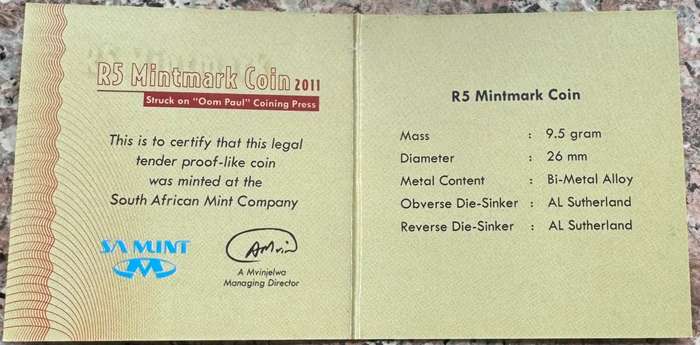 R5 Mintmark Coin 2011
Struck on "Oom Paul" Coining Press
This is to certify that this legal
tender proof-like coin
was minted at the
South African Mint Company
SA MINT
A Mvinjelwa
Managing Director
R5 Mintmark Coin
Mass : 9.5 gram
Diameter : 26 mm
Metal Content : Bi-Metal Alloy
Obverse Die-Sinker : AL Sutherland
Reverse Die-Sinker : AL Sutherland